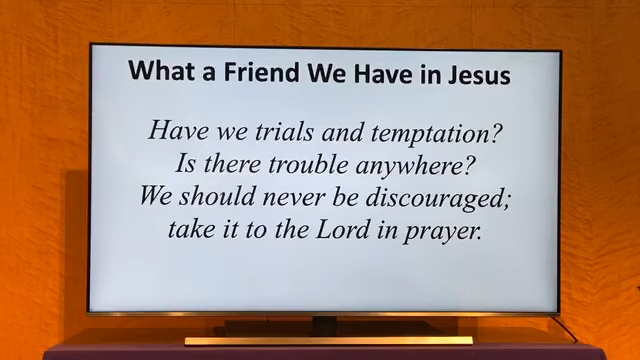 What a Friend We Have in Jesus
Have we trials and temptation?
Is there trouble anywhere?
We should never be discouraged;
take it to the Lord in prayer.